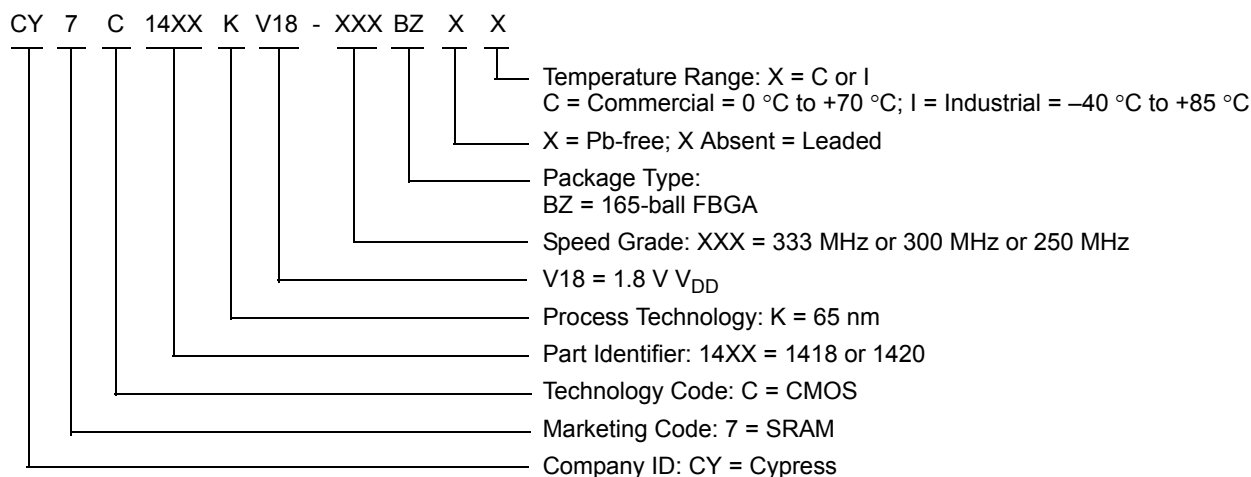 CY 7 C 14XX K V18 - XXX BZ X X
Temperature Range: X = C or I
C = Commercial = 0 °C to +70 °C; I = Industrial = –40 °C to +85 °C
X = Pb-free; X Absent = Leaded
Package Type:
BZ = 165-ball FBGA
Speed Grade: XXX = 333 MHz or 300 MHz or 250 MHz
V18 = 1.8 V VDD
Process Technology: K = 65 nm
Part Identifier: 14XX = 1418 or 1420
Technology Code: C = CMOS
Marketing Code: 7 = SRAM
Company ID: CY = Cypress